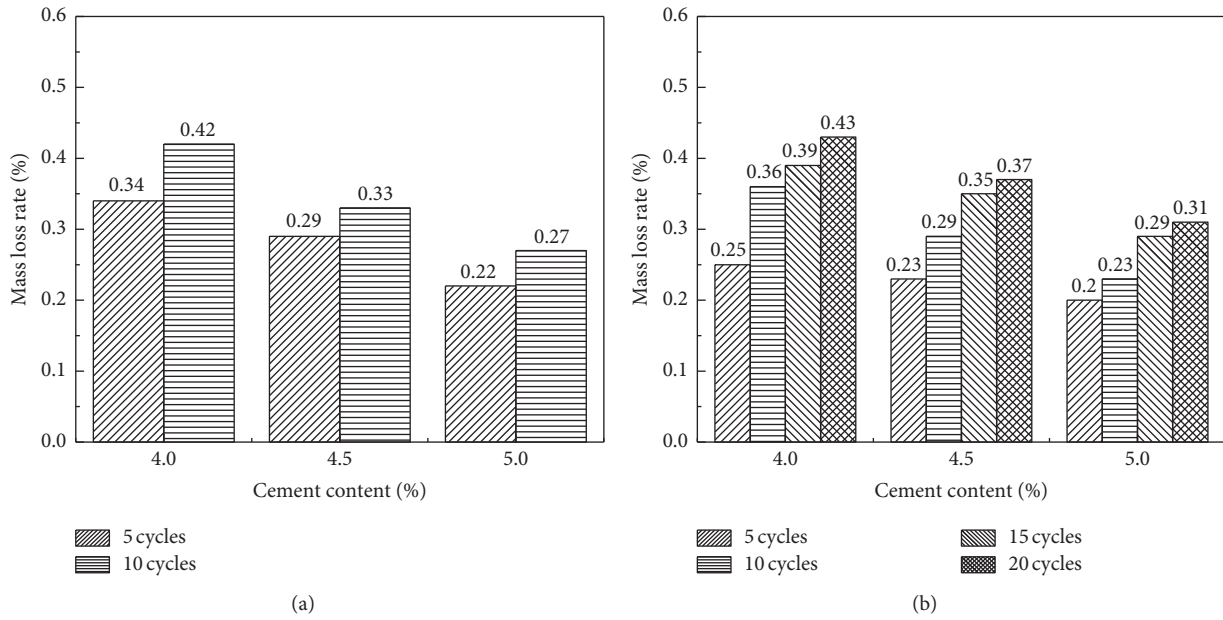 0.6
0.5
0.4
0.3
0.2
0.1
0.0
Mass loss rate (%)
0.34
0.42
0.29
0.33
0.22
0.27
4.0 4.5 5.0
Cement content (%)
5 cycles
10 cycles
(a)
0.6
0.5
0.4
0.3
0.2
0.1
0.0
Mass loss rate (%)
0.25
0.36
0.39
0.43
0.23
0.29
0.35
0.37
0.2
0.23
0.29
0.31
4.0 4.5 5.0
Cement content (%)
5 cycles
10 cycles
15 cycles
20 cycles
(b)